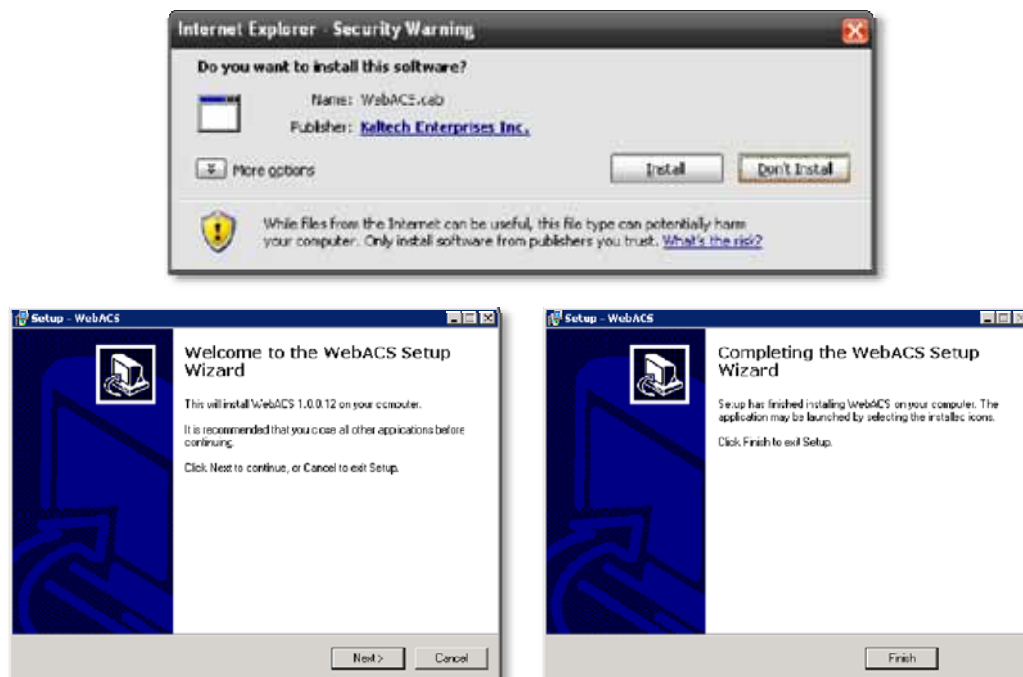 Internet Explorer - Security Warning
Do you want to install this software?
Name: WebACS.cab
Publisher: Kaltech Enterprises Inc.
More options
Install
Don't Install
While files from the Internet can be useful, this file type can potentially harm
your computer. Only install software from publishers you trust. What's the risk?
Setup - WebACS
Welcome to the WebACS Setup
Wizard
This will install WebACS 1.0.0.12 on your computer.
It is recommended that you close all other applications before
continuing.
Click Next to continue, or Cancel to exit Setup.
Next >
Cancel
Setup - WebACS
Completing the WebACS Setup
Wizard
Setup has finished installing WebACS on your computer. The
application may be launched by selecting the installed icons.
Click Finish to exit Setup.
Finish